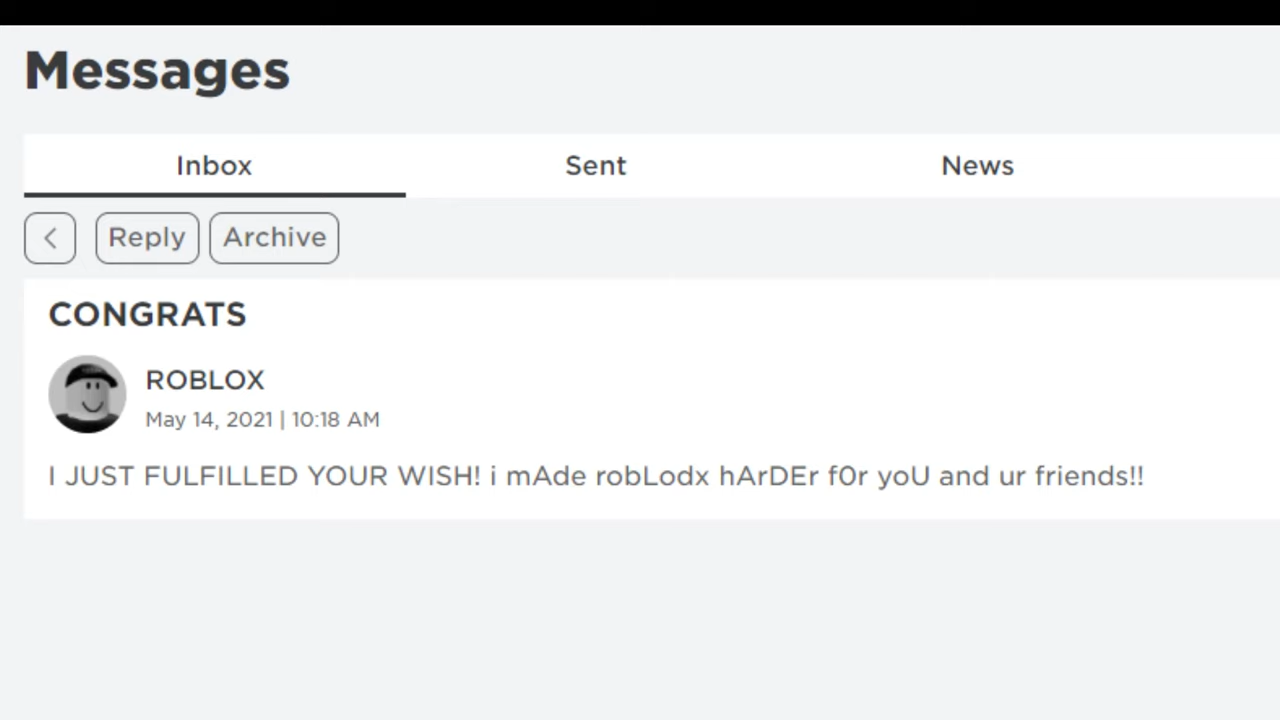 Messages
Inbox Sent News
Reply Archive
CONGRATS
ROBLOX
May 14, 2021 | 10:18 AM
I JUST FULFILLED YOUR WISH! i mAde robLodx hArDEr f0r yoU and ur friends!!